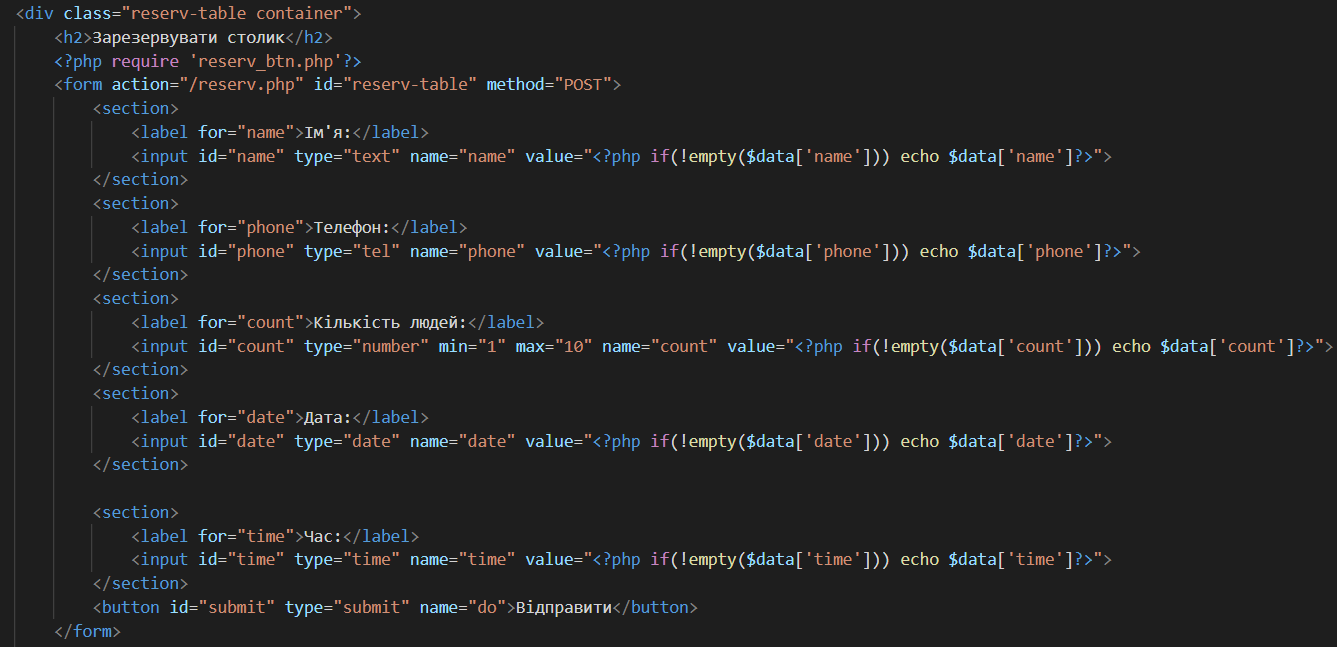 <div class="reserv-table container">
<h2>Зарезервувати столик</h2>
<?php require 'reserv_btn.php'?>
<form action="/reserv.php" id="reserv-table" method="POST">
<section>
<label for="name">Ім'я:</label>
<input id="name" type="text" name="name" value="<?php if(!empty($data['name'])) echo $data['name']?>">
</section>
<section>
<label for="phone">Телефон:</label>
<input id="phone" type="tel" name="phone" value="<?php if(!empty($data['phone'])) echo $data['phone']?>">
</section>
<section>
<label for="count">Кількість людей:</label>
<input id="count" type="number" min="1" max="10" name="count" value="<?php if(!empty($data['count'])) echo $data['count']?>">
</section>
<section>
<label for="date">Дата:</label>
<input id="date" type="date" name="date" value="<?php if(!empty($data['date'])) echo $data['date']?>">
</section>
<section>
<label for="time">Час:</label>
<input id="time" type="time" name="time" value="<?php if(!empty($data['time'])) echo $data['time']?>">
</section>
<button id="submit" type="submit" name="do">Відправити</button>
</form>